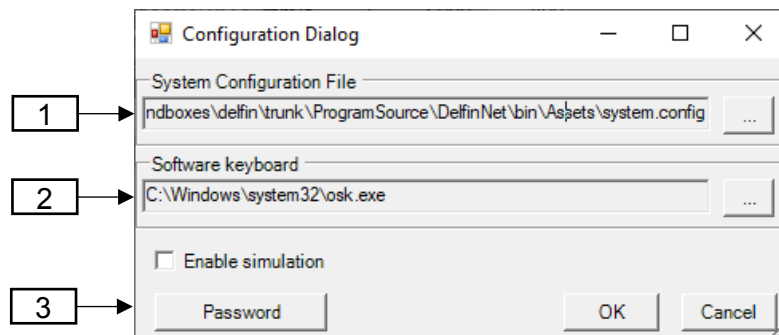 Configuration Dialog
System Configuration File
1
ndboxes\delfin\trunk\ProgramSource\DelfinNet\bin\Assets\system.config
...
Software keyboard
2
C:\Windows\system32\osk.exe
...
Enable simulation
3
Password
OK
Cancel